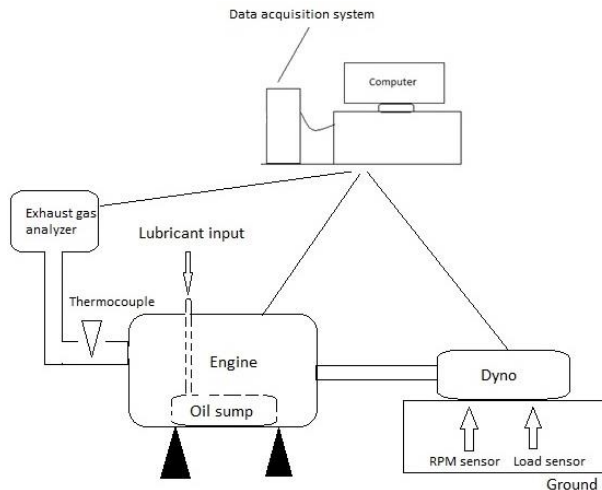 Data acquisition system
Computer
Exhaust gas
analyzer
Lubricant input
Thermocouple
Engine
Oil sump
Dyno
RPM sensor
Load sensor
Ground